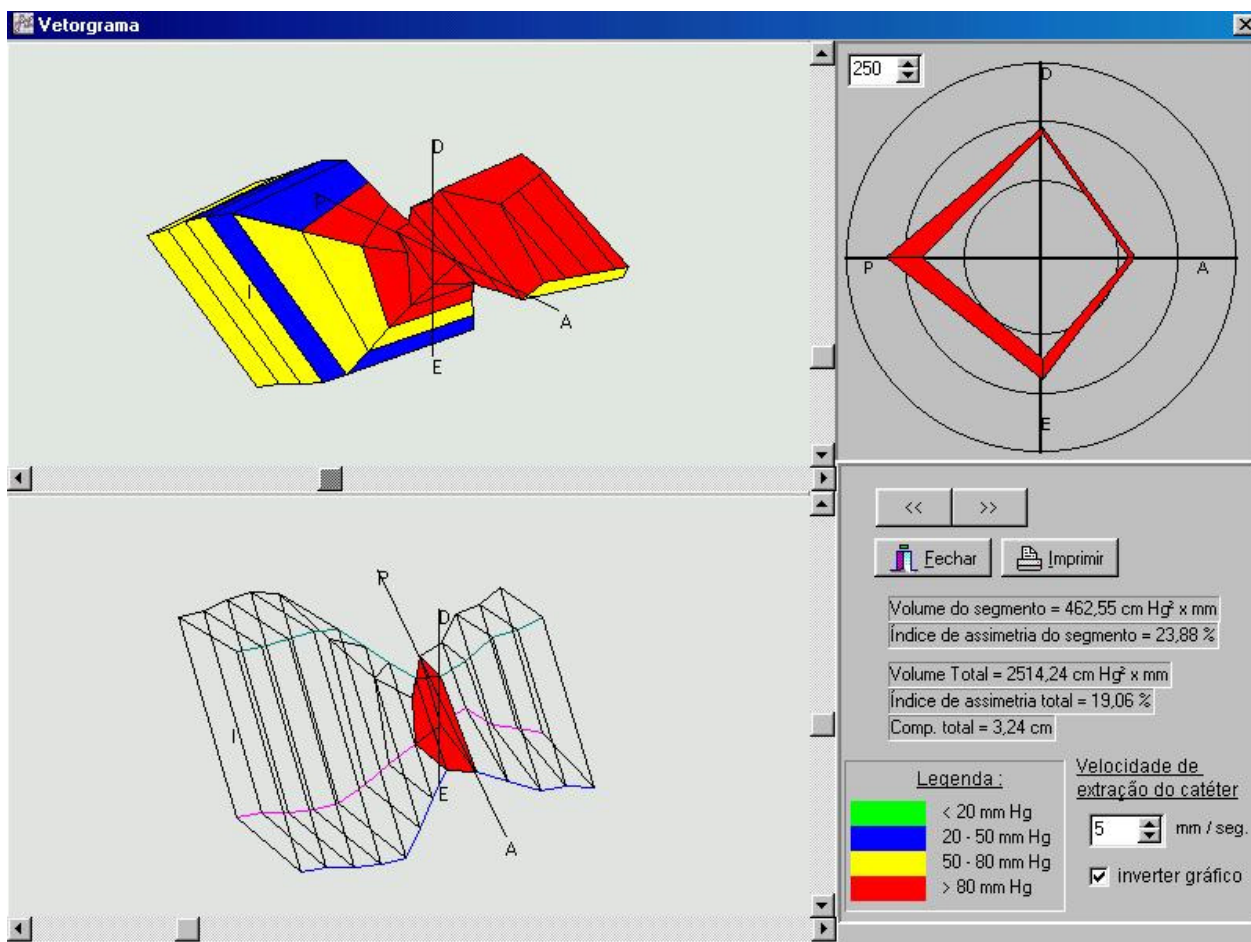 Vetorgrama
D
P
I
A
E
250
D
P
A
E
P
D
I
E
A
<< >>
Fechar Imprimir
Volume do segmento = 462,55 cm Hg² x mm
Índice de assimetria do segmento = 23,88 %
Volume Total = 2514,24 cm Hg² x mm
Índice de assimetria total = 19,06 %
Comp. total = 3,24 cm
Legenda :
< 20 mm Hg
20 - 50 mm Hg
50 - 80 mm Hg
> 80 mm Hg
Velocidade de
extração do catéter
5 mm / seg.
inverter gráfico